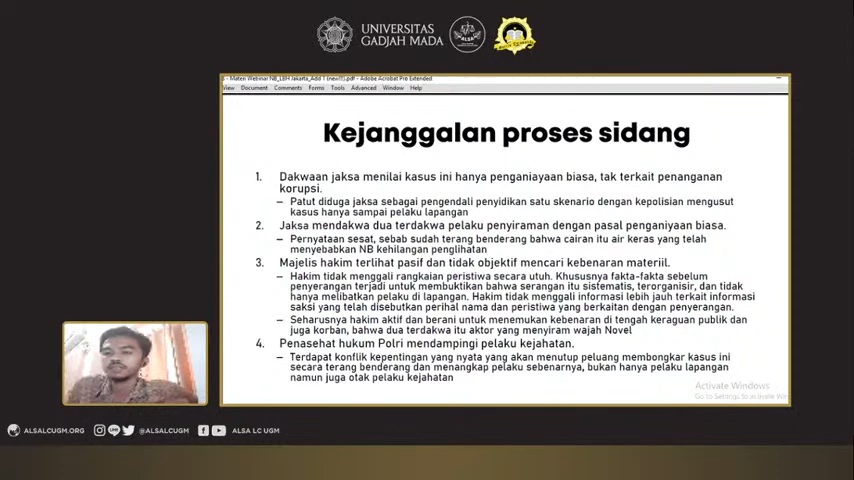 UNIVERSITAS
GADJAH MADA
ALSA
- Materi Webinar NB_LBH Jakarta_Add 1 (new!!!).pdf - Adobe Acrobat Pro Extended
View Document Comments Forms Tools Advanced Window Help
Kejanggalan proses sidang
1. Dakwaan jaksa menilai kasus ini hanya penganiayaan biasa, tak terkait penanganan
korupsi.
– Patut diduga jaksa sebagai pengendali penyidikan satu skenario dengan kepolisian mengusut
kasus hanya sampai pelaku lapangan
2. Jaksa mendakwa dua terdakwa pelaku penyiraman dengan pasal penganiyaan biasa.
– Pernyataan sesat, sebab sudah terang benderang bahwa cairan itu air keras yang telah
menyebabkan NB kehilangan penglihatan
3. Majelis hakim terlihat pasif dan tidak objektif mencari kebenaran materiil.
– Hakim tidak menggali rangkaian peristiwa secara utuh. Khususnya fakta-fakta sebelum
penyerangan terjadi untuk membuktikan bahwa serangan itu sistematis, terorganisir, dan tidak
hanya melibatkan pelaku di lapangan. Hakim tidak menggali informasi lebih jauh terkait informasi
saksi yang telah disebutkan perihal nama dan peristiwa yang berkaitan dengan penyerangan.
– Seharusnya hakim aktif dan berani untuk menemukan kebenaran di tengah keraguan publik dan
juga korban, bahwa dua terdakwa itu aktor yang menyiram wajah Novel
4. Penasehat hukum Polri mendampingi pelaku kejahatan.
– Terdapat konflik kepentingan yang nyata yang akan menutup peluang membongkar kasus ini
secara terang benderang dan menangkap pelaku sebenarnya, bukan hanya pelaku lapangan
namun juga otak pelaku kejahatan
Activate Windows
Go to Settings to activate Win
ALSALCUGM.ORG @ALSALCUGM ALSA LC UGM